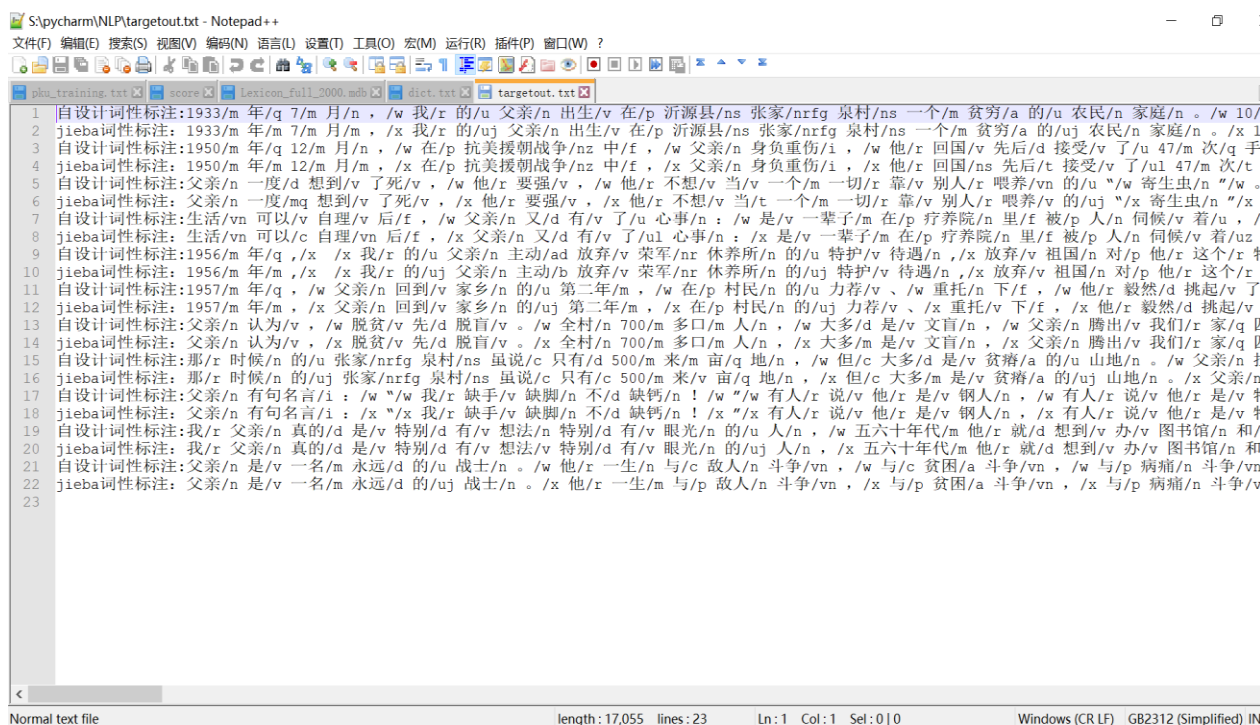 S:\pycharm\NLP\targetout.txt - Notepad++
文件(F) 编辑(E) 搜索(S) 视图(V) 编码(N) 语言(L) 设置(T) 工具(O) 宏(M) 运行(R) 插件(P) 窗口(W) ?
pku_training.txt score Lexicon_full_2000.mdb dict.txt targetout.txt
1 自设计词性标注:1933/m 年/q 7/m 月/n ，/w 我/r 的/u 父亲/n 出生/v 在/p 沂源县/ns 张家/nrfg 泉村/ns 一个/m 贫穷/a 的/u 农民/n 家庭/n 。/w 10/
2 jieba词性标注：1933/m 年/m 7/m 月/m ，/x 我/r 的/uj 父亲/n 出生/v 在/p 沂源县/ns 张家/nrfg 泉村/ns 一个/m 贫穷/a 的/uj 农民/n 家庭/n 。/x
3 自设计词性标注:1950/m 年/q 12/m 月/n ，/w 在/p 抗美援朝战争/nz 中/f ，/w 父亲/n 身负重伤/i ，/w 他/r 回国/v 先后/d 接受/v 了/u 47/m 次/q 手
4 jieba词性标注：1950/m 年/m 12/m 月/m ，/x 在/p 抗美援朝战争/nz 中/f ，/x 父亲/n 身负重伤/i ，/x 他/r 回国/ns 先后/t 接受/v 了/ul 47/m 次/t
5 自设计词性标注:父亲/n 一度/d 想到/v 了死/v ，/w 他/r 要强/v ，/w 他/r 不想/v 当/v 一个/m 一切/r 靠/v 别人/r 喂养/vn 的/u “/w 寄生虫/n ”/w 。
6 jieba词性标注：父亲/n 一度/mq 想到/v 了死/v ，/x 他/r 要强/v ，/x 他/r 不想/v 当/t 一个/m 一切/r 靠/v 别人/r 喂养/v 的/uj “/x 寄生虫/n ”/x
7 自设计词性标注:生活/vn 可以/v 自理/v 后/f ，/w 父亲/n 又/d 有/v 了/u 心事/n ：/w 是/v 一辈子/m 在/p 疗养院/n 里/f 被/p 人/n 伺候/v 着/u ，/
8 jieba词性标注：生活/vn 可以/c 自理/vn 后/f ，/x 父亲/n 又/d 有/v 了/ul 心事/n ：/x 是/v 一辈子/m 在/p 疗养院/n 里/f 被/p 人/n 伺候/v 着/uz
9 自设计词性标注:1956/m 年/q ,/x  /x 我/r 的/u 父亲/n 主动/ad 放弃/v 荣军/nr 休养所/n 的/u 特护/v 待遇/n ,/x 放弃/v 祖国/n 对/p 他/r 这个/r 特
10 jieba词性标注：1956/m 年/m ,/x  /x 我/r 的/uj 父亲/n 主动/b 放弃/v 荣军/nr 休养所/n 的/uj 特护/v 待遇/n ,/x 放弃/v 祖国/n 对/p 他/r 这个/r
11 自设计词性标注:1957/m 年/q ，/w 父亲/n 回到/v 家乡/n 的/u 第二年/m ，/w 在/p 村民/n 的/u 力荐/v 、/w 重托/n 下/f ，/w 他/r 毅然/d 挑起/v 了
12 jieba词性标注：1957/m 年/m ，/x 父亲/n 回到/v 家乡/n 的/uj 第二年/m ，/x 在/p 村民/n 的/uj 力荐/v 、/x 重托/v 下/f ，/x 他/r 毅然/d 挑起/v
13 自设计词性标注:父亲/n 认为/v ，/w 脱贫/v 先/d 脱盲/v 。/w 全村/n 700/m 多口/m 人/n ，/w 大多/d 是/v 文盲/n ，/w 父亲/n 腾出/v 我们/r 家/q
14 jieba词性标注：父亲/n 认为/v ，/x 脱贫/v 先/d 脱盲/v 。/x 全村/n 700/m 多口/m 人/n ，/x 大多/m 是/v 文盲/n ，/x 父亲/n 腾出/v 我们/r 家/q
15 自设计词性标注:那/r 时候/n 的/u 张家/nrfg 泉村/ns 虽说/c 只有/d 500/m 来/m 亩/q 地/n ，/w 但/c 大多/d 是/v 贫瘠/a 的/u 山地/n 。/w 父亲/n
16 jieba词性标注：那/r 时候/n 的/uj 张家/nrfg 泉村/ns 虽说/c 只有/c 500/m 来/v 亩/q 地/n ，/x 但/c 大多/m 是/v 贫瘠/a 的/uj 山地/n 。/x 父亲/n
17 自设计词性标注:父亲/n 有句名言/i ：/w “/w 我/r 缺手/v 缺脚/n 不/d 缺钙/n ！/w ”/w 有人/r 说/v 他/r 是/v 钢人/n ，/w 有人/r 说/v 他/r 是/v 特
18 jieba词性标注：父亲/n 有句名言/i ：/x “/x 我/r 缺手/v 缺脚/n 不/d 缺钙/n ！/x ”/x 有人/r 说/v 他/r 是/v 钢人/n ，/x 有人/r 说/v 他/r 是/v 特
19 自设计词性标注:我/r 父亲/n 真的/d 是/v 特别/d 有/v 想法/n 特别/d 有/v 眼光/n 的/u 人/n ，/w 五六十年代/m 他/r 就/d 想到/v 办/v 图书馆/n 和/
20 jieba词性标注：我/r 父亲/n 真的/d 是/v 特别/d 有/v 想法/v 特别/d 有/v 眼光/n 的/uj 人/n ，/x 五六十年代/m 他/r 就/d 想到/v 办/v 图书馆/n 和
21 自设计词性标注:父亲/n 是/v 一名/m 永远/d 的/u 战士/n 。/w 他/r 一生/n 与/c 敌人/n 斗争/vn ，/w 与/c 贫困/a 斗争/vn ，/w 与/p 病痛/n 斗争/vn
22 jieba词性标注：父亲/n 是/v 一名/m 永远/d 的/uj 战士/n 。/x 他/r 一生/m 与/p 敌人/n 斗争/vn ，/x 与/p 贫困/a 斗争/vn ，/x 与/p 病痛/n 斗争/v
23
Normal text file length : 17,055 lines : 23 Ln : 1 Col : 1 Sel : 0 | 0 Windows (CR LF) GB2312 (Simplified) IN